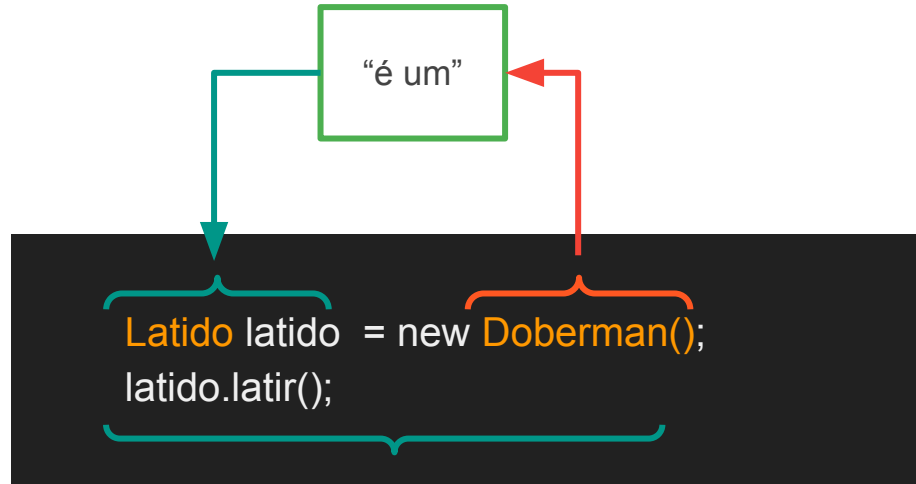 “é um”
Latido latido = new Doberman();
latido.latir();